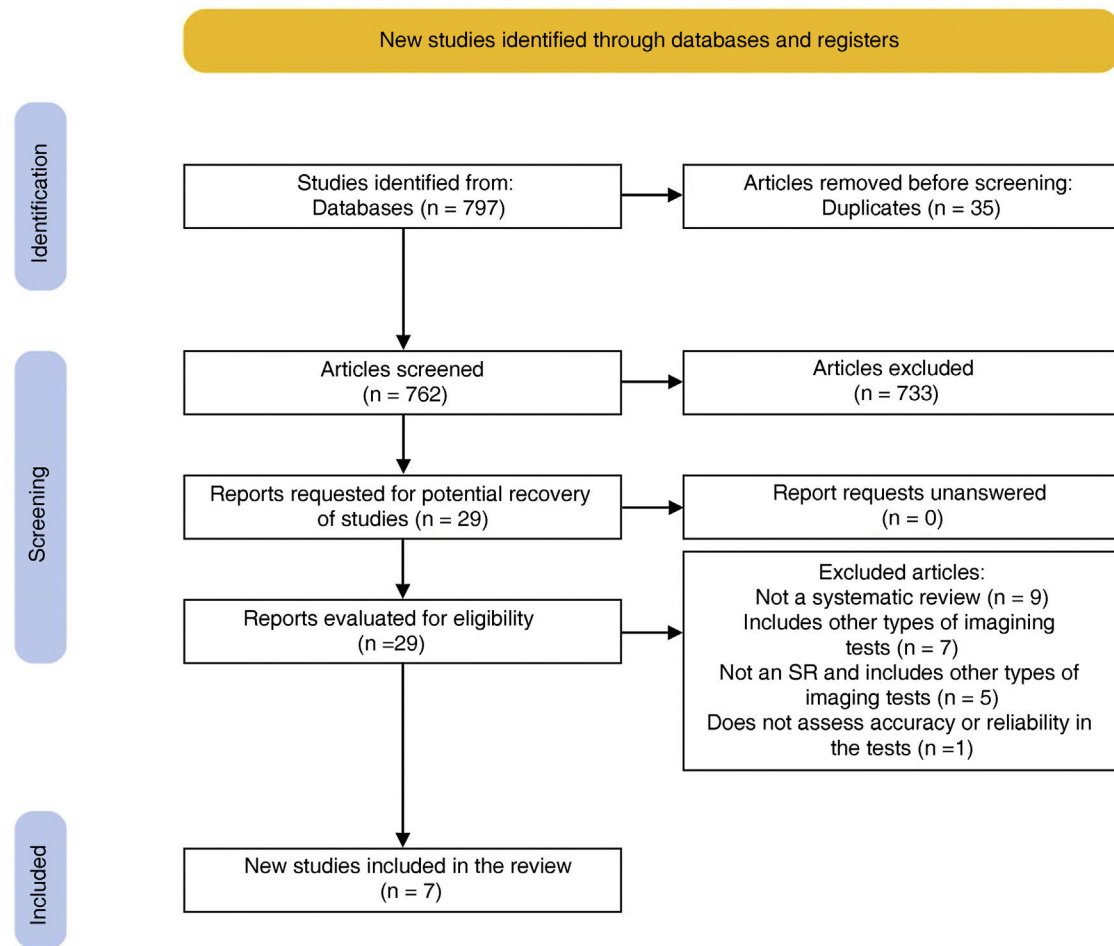 New studies identified through databases and registers
Identification
Studies identified from:
Databases (n = 797)
Articles removed before screening:
Duplicates (n = 35)
Screening
Articles screened
(n = 762)
Articles excluded
(n = 733)
Reports requested for potential recovery
of studies (n = 29)
Report requests unanswered
(n = 0)
Reports evaluated for eligibility
(n =29)
Excluded articles:
Not a systematic review (n = 9)
Includes other types of imagining
tests (n = 7)
Not an SR and includes other types of
imaging tests (n = 5)
Does not assess accuracy or reliability in
the tests (n =1)
Included
New studies included in the review
(n = 7)